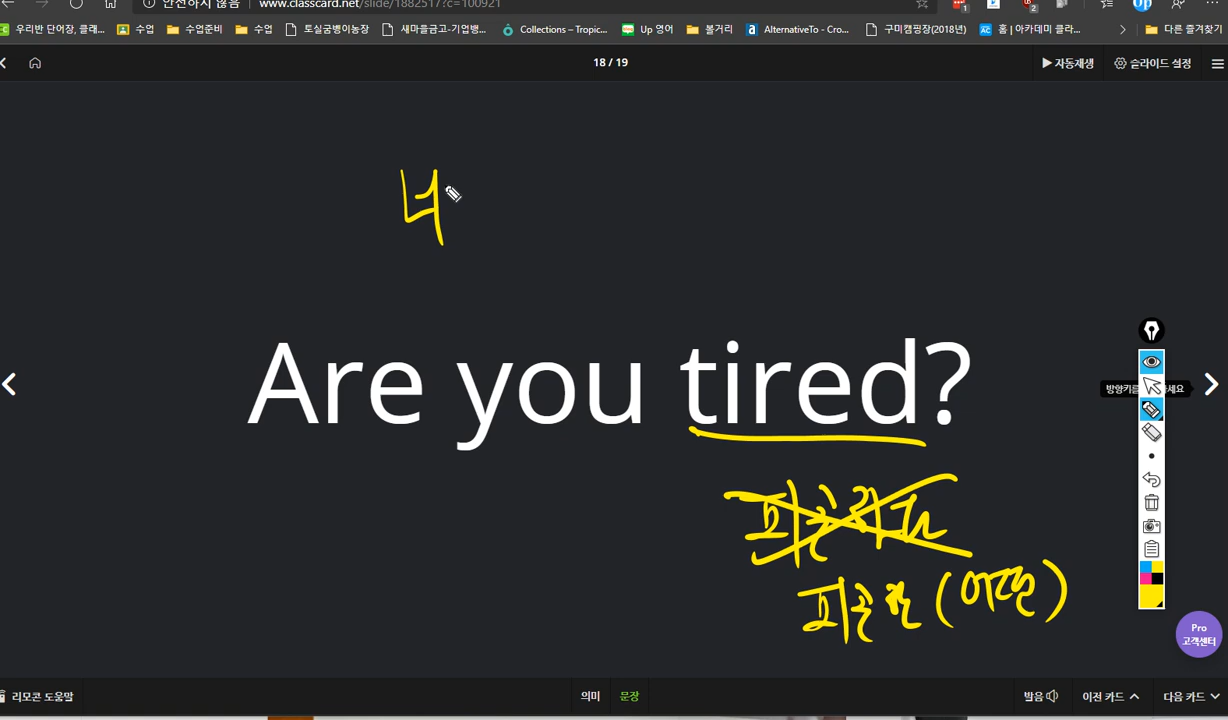 안전하지 않음 | www.classcard.net/slide/1882517?c=100921
우리반 단어장, 클래... 수업 수업준비 수업 토실궁뱅이농장 새마을금고-기업뱅... Collections – Tropic... Up 영어 볼거리 AlternativeTo - Cro... 구미캠핑장(2018년) 홈 | 아카데미 클라... 다른 즐겨찾기
18 / 19
자동재생 슬라이드 설정
너
Are you tired?
피곤한 (어떤)
Pro
고객센터
리모콘 도움말 의미 문장 발음 이전 카드 다음 카드